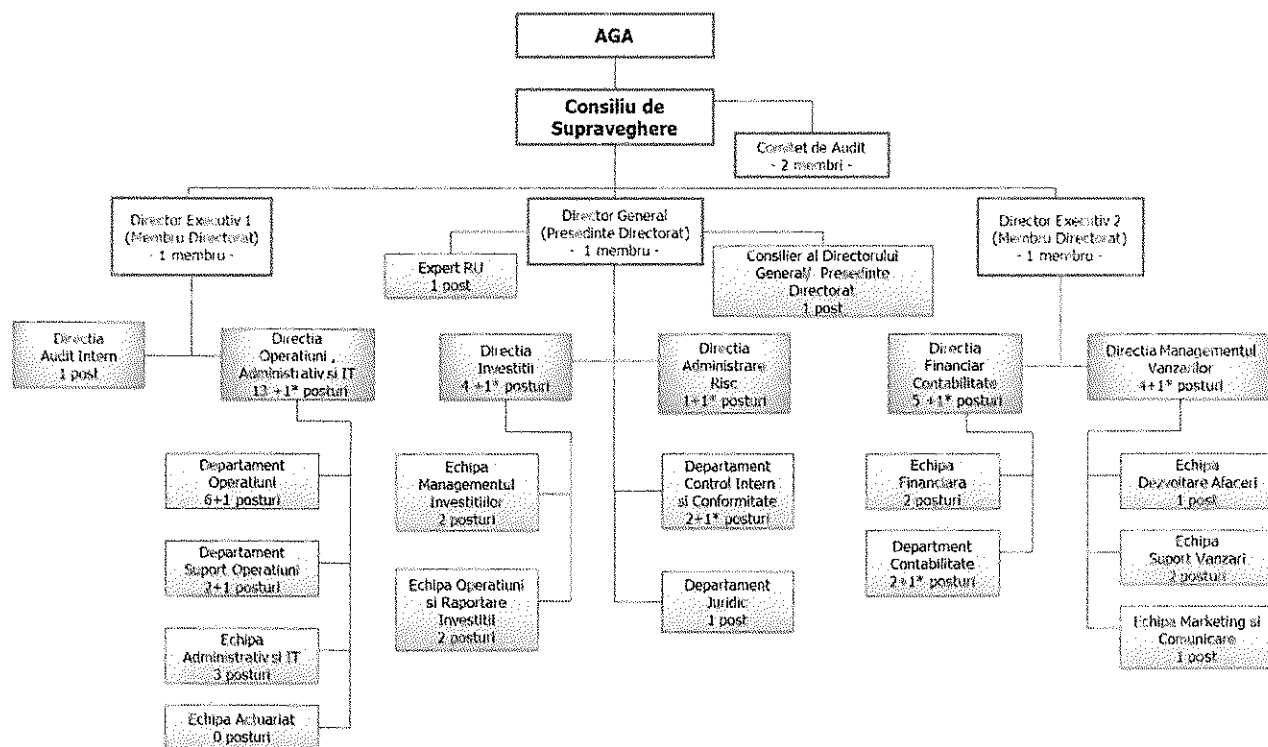 AGA
Consiliu de
Supraveghere
Comitet de Audit
- 2 membri -
Director Executiv 1
(Membru Directorat)
- 1 membru -
Director General
(Presedinte Directorat)
- 1 membru -
Director Executiv 2
(Membru Directorat)
- 1 membru -
Expert RU
1 post
Consilier al Directorului
General/ Presedinte
Directorat
1 post
Directia
Audit Intern
1 post
Directia
Operatiuni ,
Administrativ si IT
13 +1* posturi
Directia
Investitii
4 +1* posturi
Directia
Administrare
Risc
1+1* posturi
Directia
Financiar
Contabilitate
5 +1* posturi
Directia Managementul
Vanzarilor
4+1* posturi
Departament
Operatiuni
6+1 posturi
Departament
Suport Operatiuni
2+1 posturi
Echipa
Administrativ si IT
3 posturi
Echipa Actuariat
0 posturi
Echipa
Managementul
Investitiilor
2 posturi
Echipa Operatiuni
si Raportare
Investitii
2 posturi
Departament
Control Intern
si Conformitate
2+1* posturi
Departament
Juridic
1 post
Echipa
Financiara
2 posturi
Department
Contabilitate
2+1* posturi
Echipa
Dezvoltare Afaceri
1 post
Echipa
Suport Vanzari
2 posturi
Echipa Marketing si
Comunicare
1 post